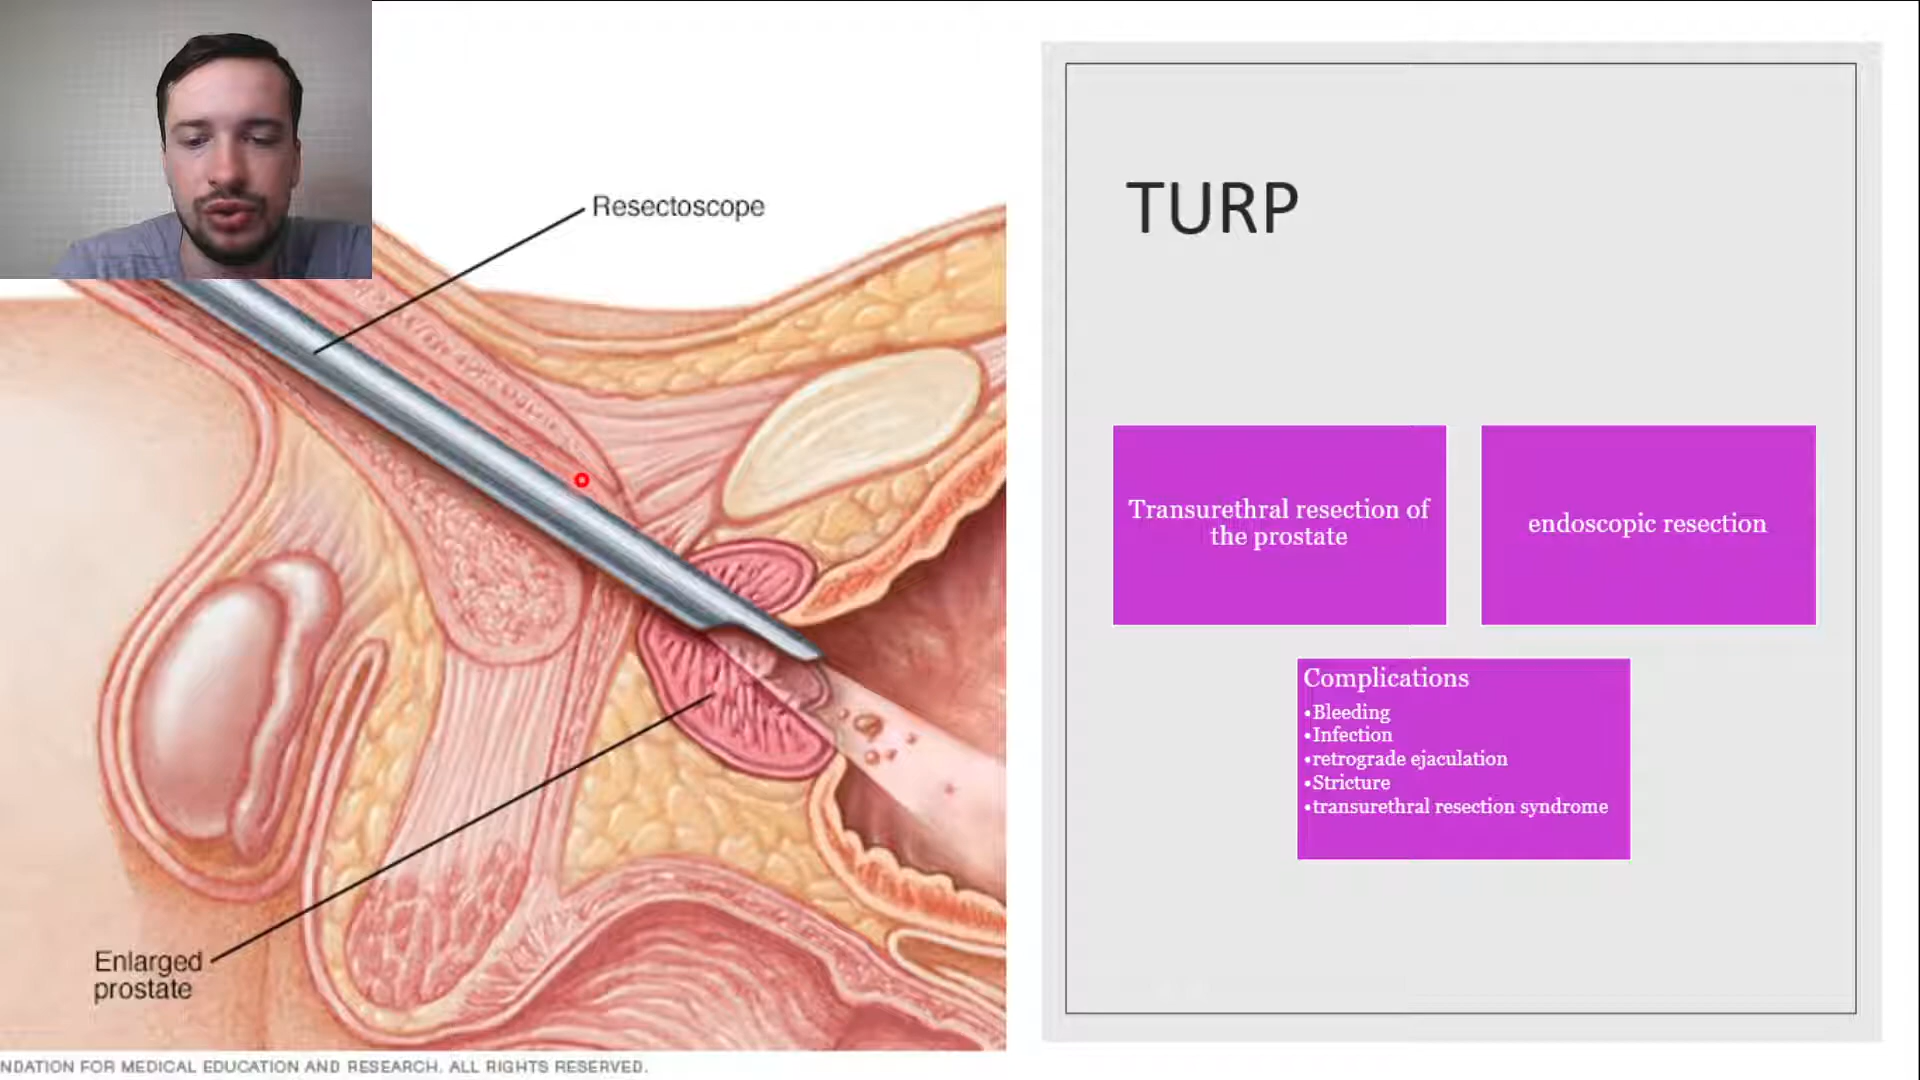 Resectoscope
Enlarged
prostate
NDATION FOR MEDICAL EDUCATION AND RESEARCH. ALL RIGHTS RESERVED.
TURP
Transurethral resection of
the prostate
endoscopic resection
Complications
•Bleeding
•Infection
•retrograde ejaculation
•Stricture
•transurethral resection syndrome